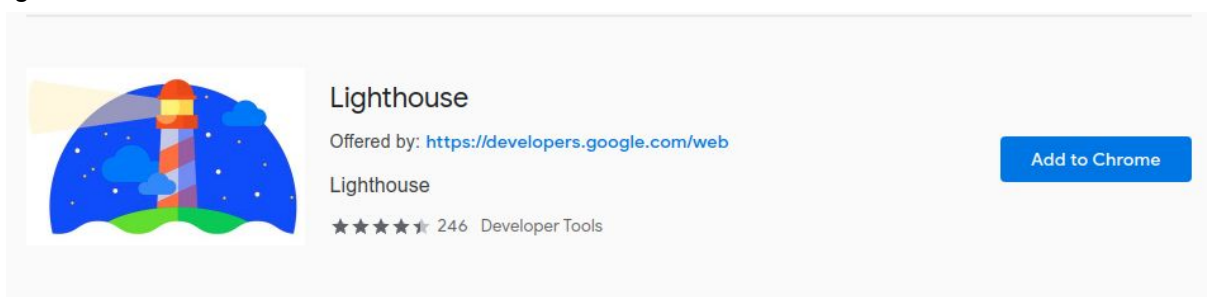 Lighthouse
Offered by: https://developers.google.com/web
Add to Chrome
Lighthouse
246 Developer Tools